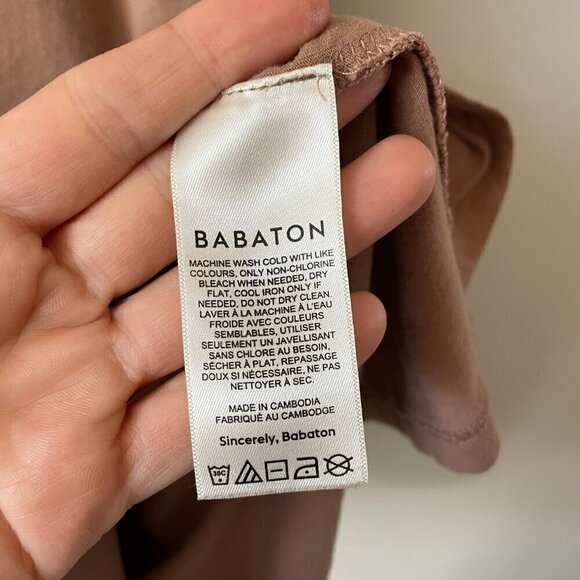 BABATON
MACHINE WASH COLD WITH LIKE
COLOURS, ONLY NON-CHLORINE
BLEACH WHEN NEEDED, DRY
FLAT, COOL IRON ONLY IF
NEEDED, DO NOT DRY CLEAN.
LAVER À LA MACHINE À L'EAU
FROIDE AVEC COULEURS
SEMBLABLES, UTILISER
SEULEMENT UN JAVELLISANT
SANS CHLORE AU BESOIN,
SÉCHER À PLAT, REPASSAGE
DOUX SI NÉCESSAIRE, NE PAS
NETTOYER À SEC.
MADE IN CAMBODIA
FABRIQUÉ AU CAMBODGE
Sincerely, Babaton
30C